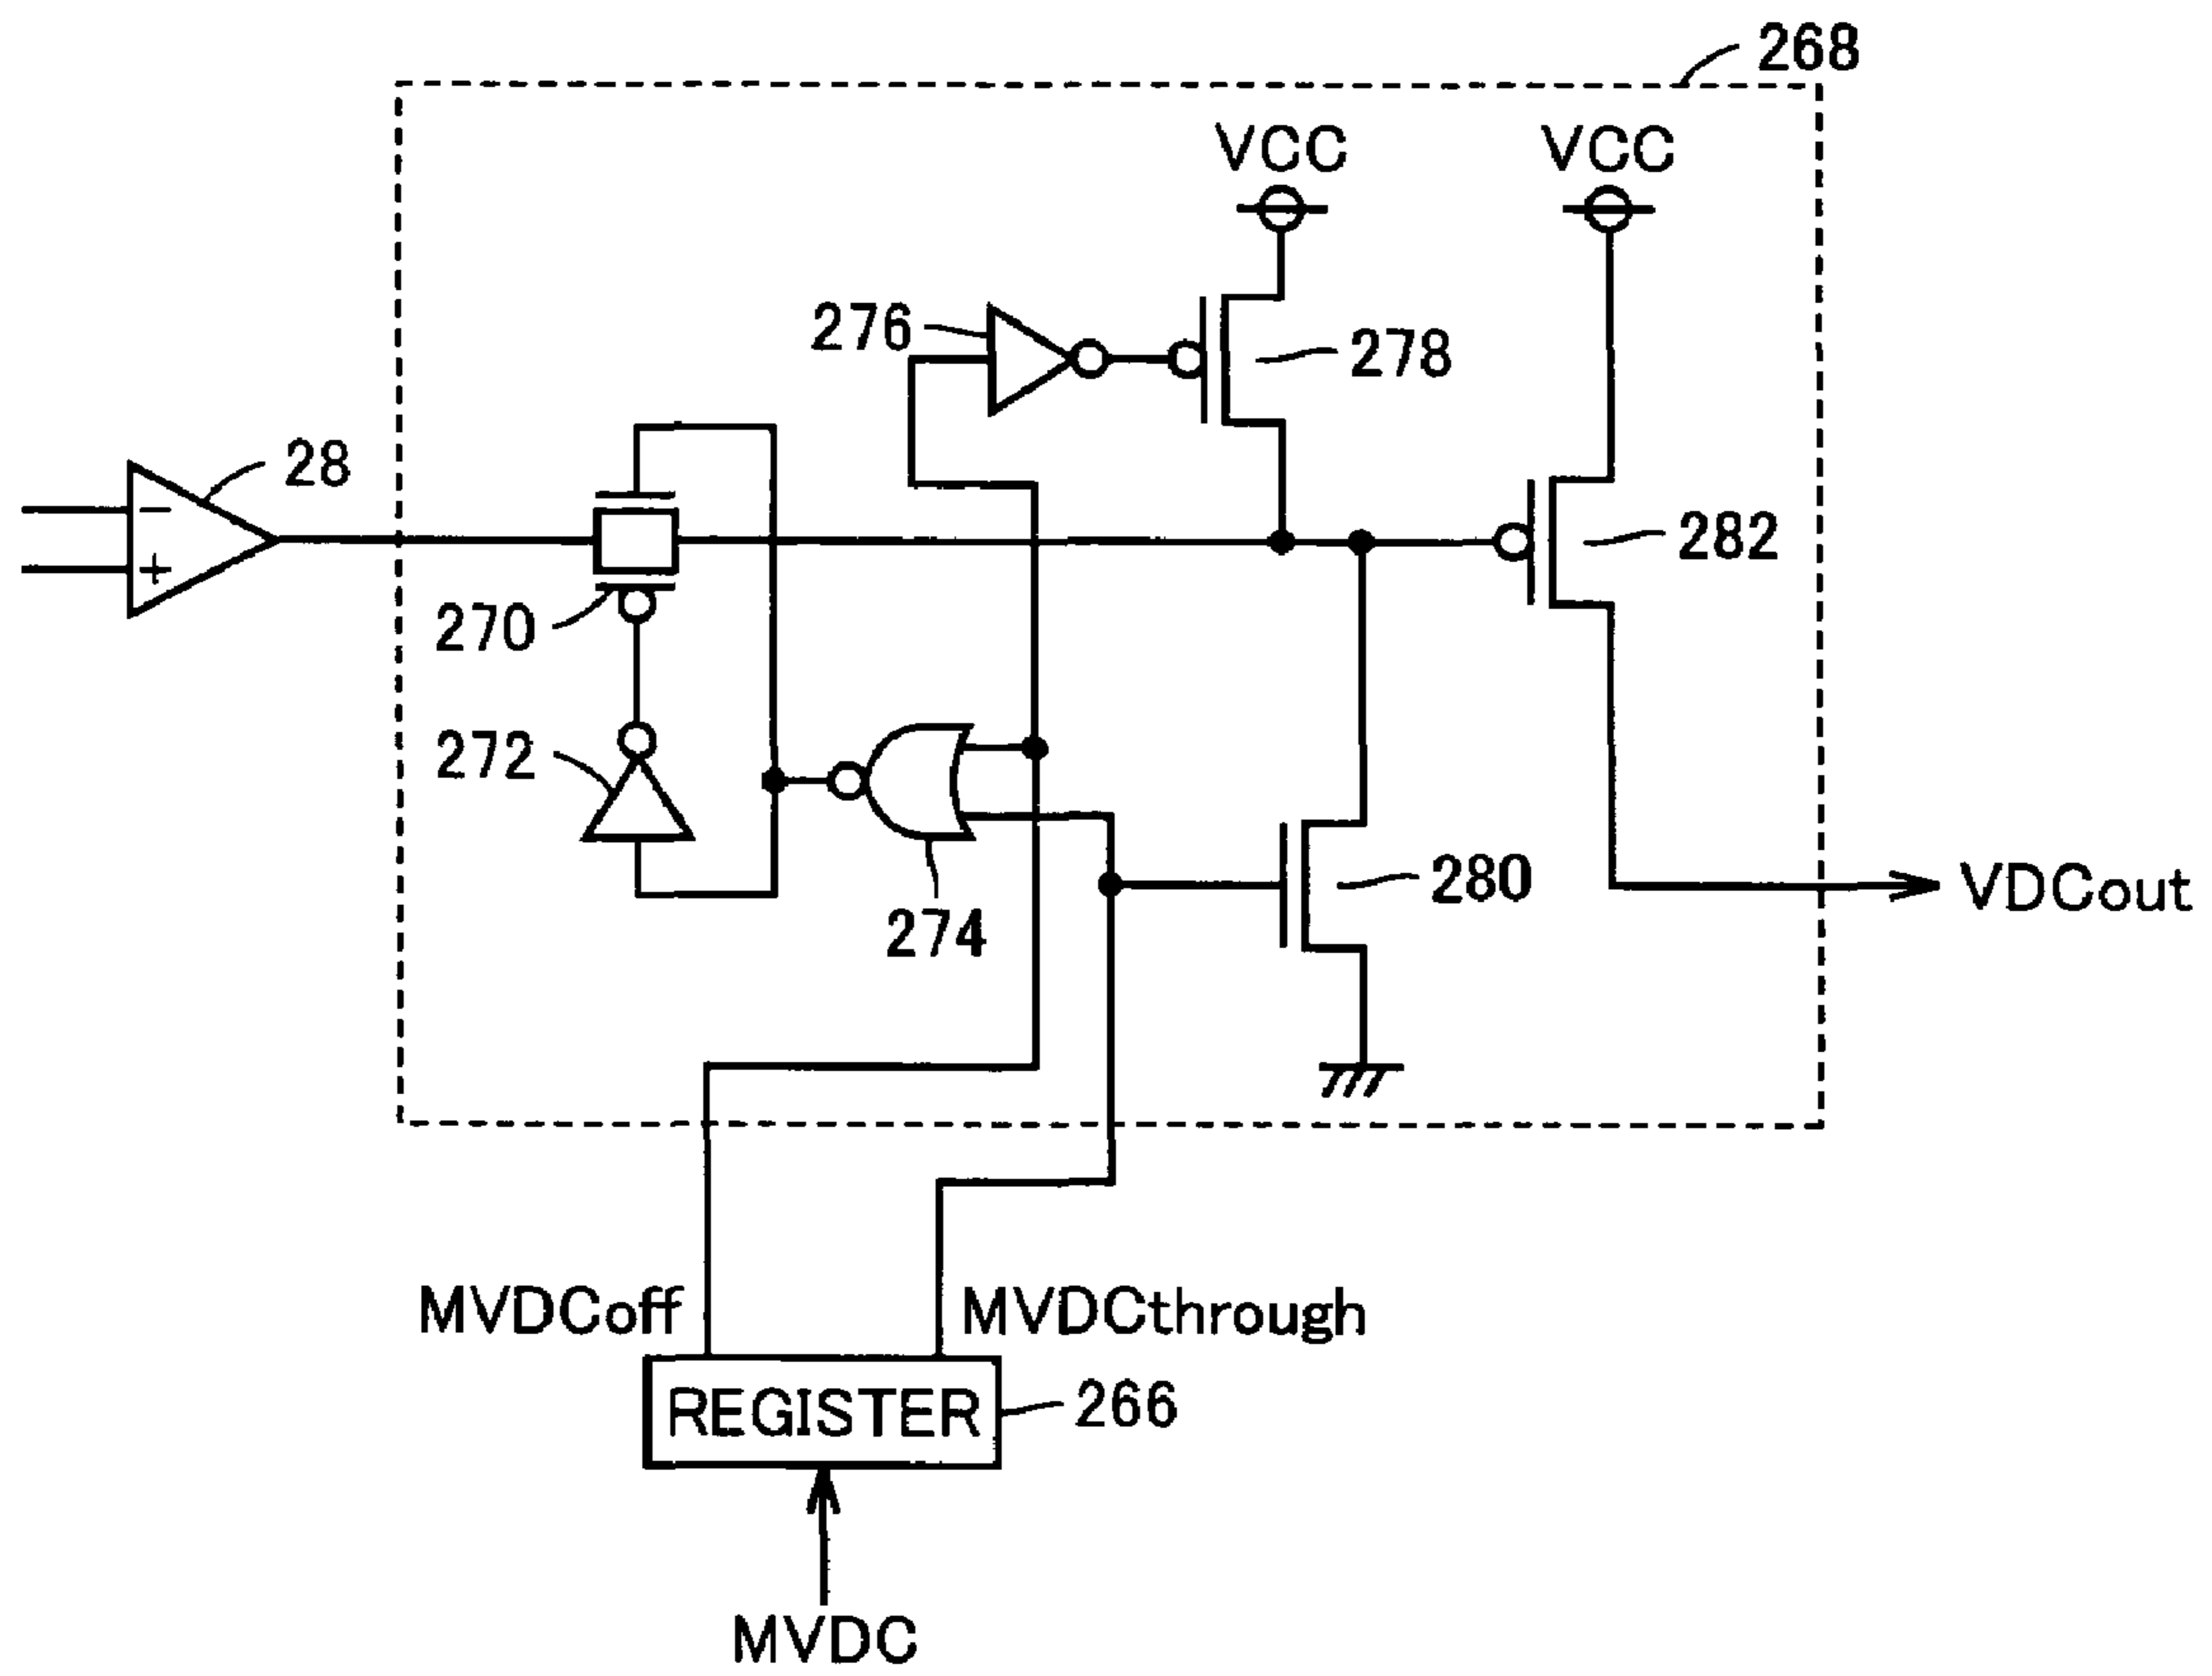 268
VCC VCC
276
278
28
282
270
272
280
VDCout
274
MVDCoff MVDCthrough
REGISTER
266
MVDC